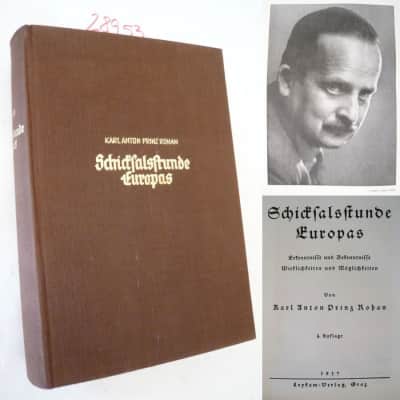 28953
KARL ANTON PRINZ ROHAN
Schicksalsstunde
Europas
Schicksalsstunde
Europas
Erkenntnisse und Bekenntnisse
Wirklichkeiten und Möglichkeiten
Von
Karl Anton Prinz Rohan
1937
Leykam-Verlag, Graz